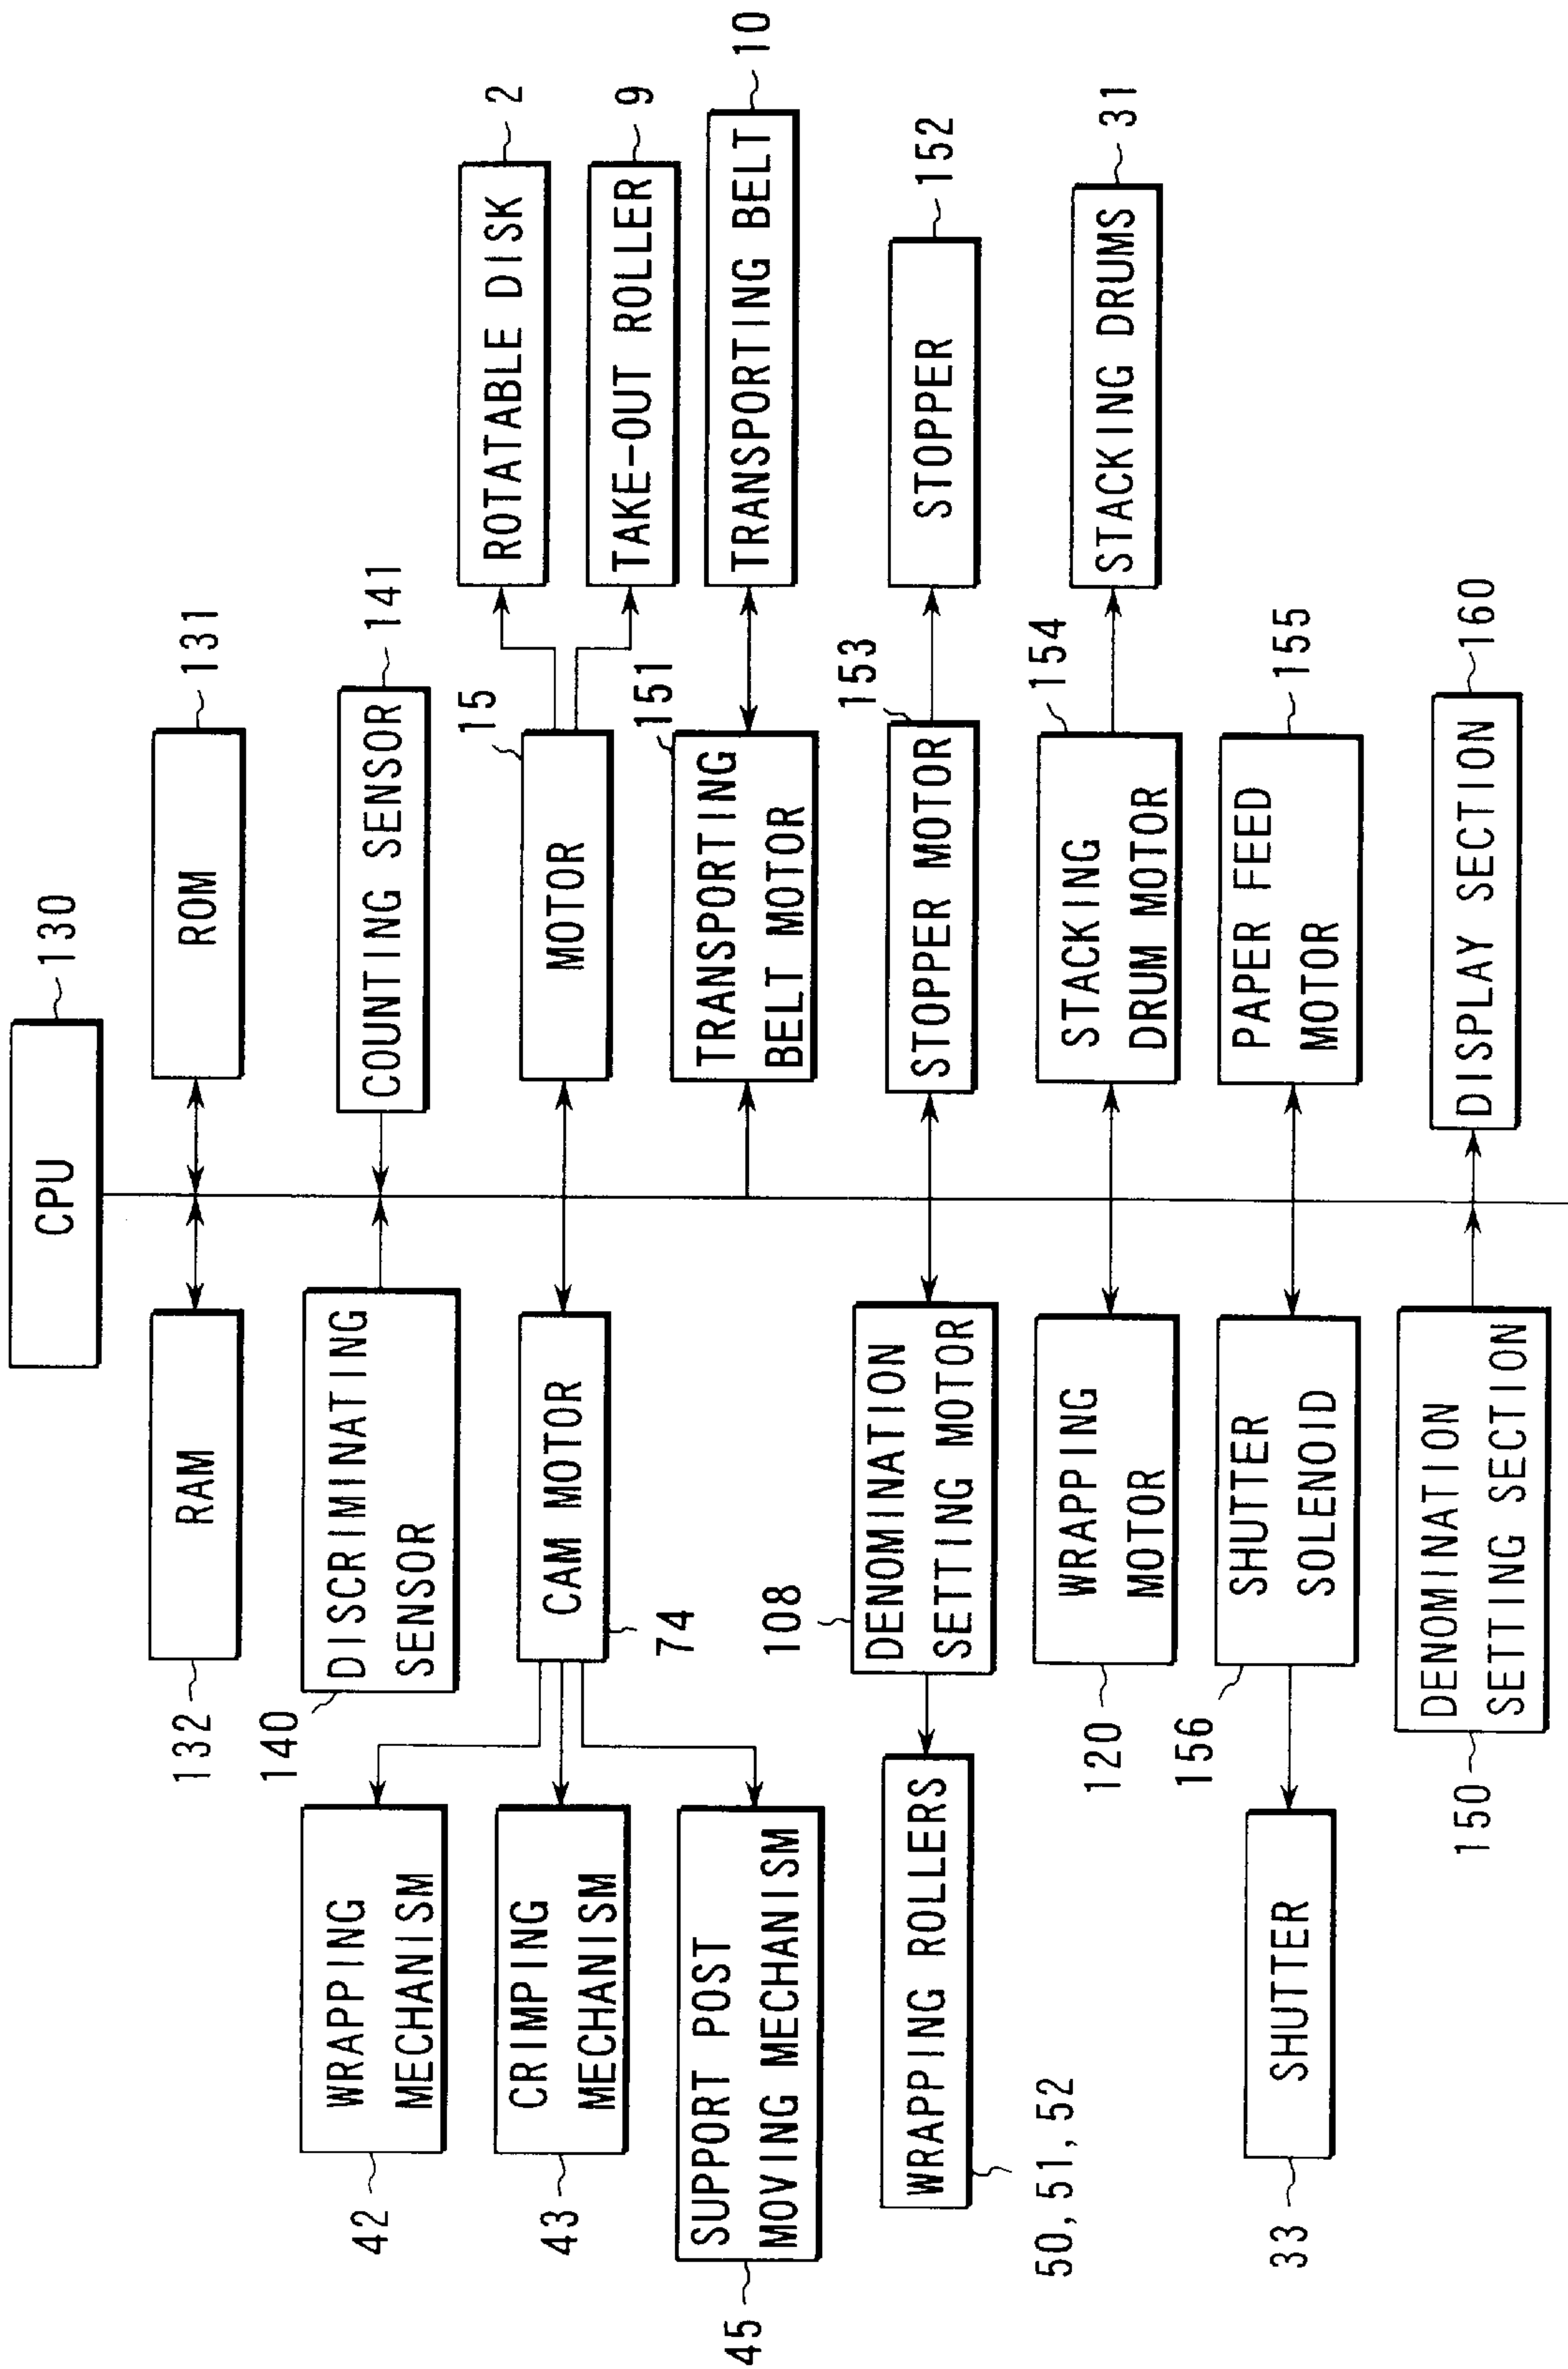 CPU
130
RAM
132
ROM
131
DISCRIMINATING
SENSOR
140
COUNTING SENSOR
141
WRAPPING
MECHANISM
42
CRIMPING
MECHANISM
43
SUPPORT POST
MOVING MECHANISM
45
CAM MOTOR
74
MOTOR
15
ROTATABLE DISK
2
TAKE-OUT ROLLER
9
TRANSPORTING
BELT MOTOR
151
TRANSPORTING BELT
10
WRAPPING ROLLERS
50, 51, 52
DENOMINATION
SETTING MOTOR
108
STOPPER MOTOR
153
STOPPER
152
WRAPPING
MOTOR
120
STACKING
DRUM MOTOR
154
STACKING DRUMS
31
SHUTTER
33
SHUTTER
SOLENOID
156
PAPER FEED
MOTOR
155
DENOMINATION
SETTING SECTION
150
DISPLAY SECTION
160